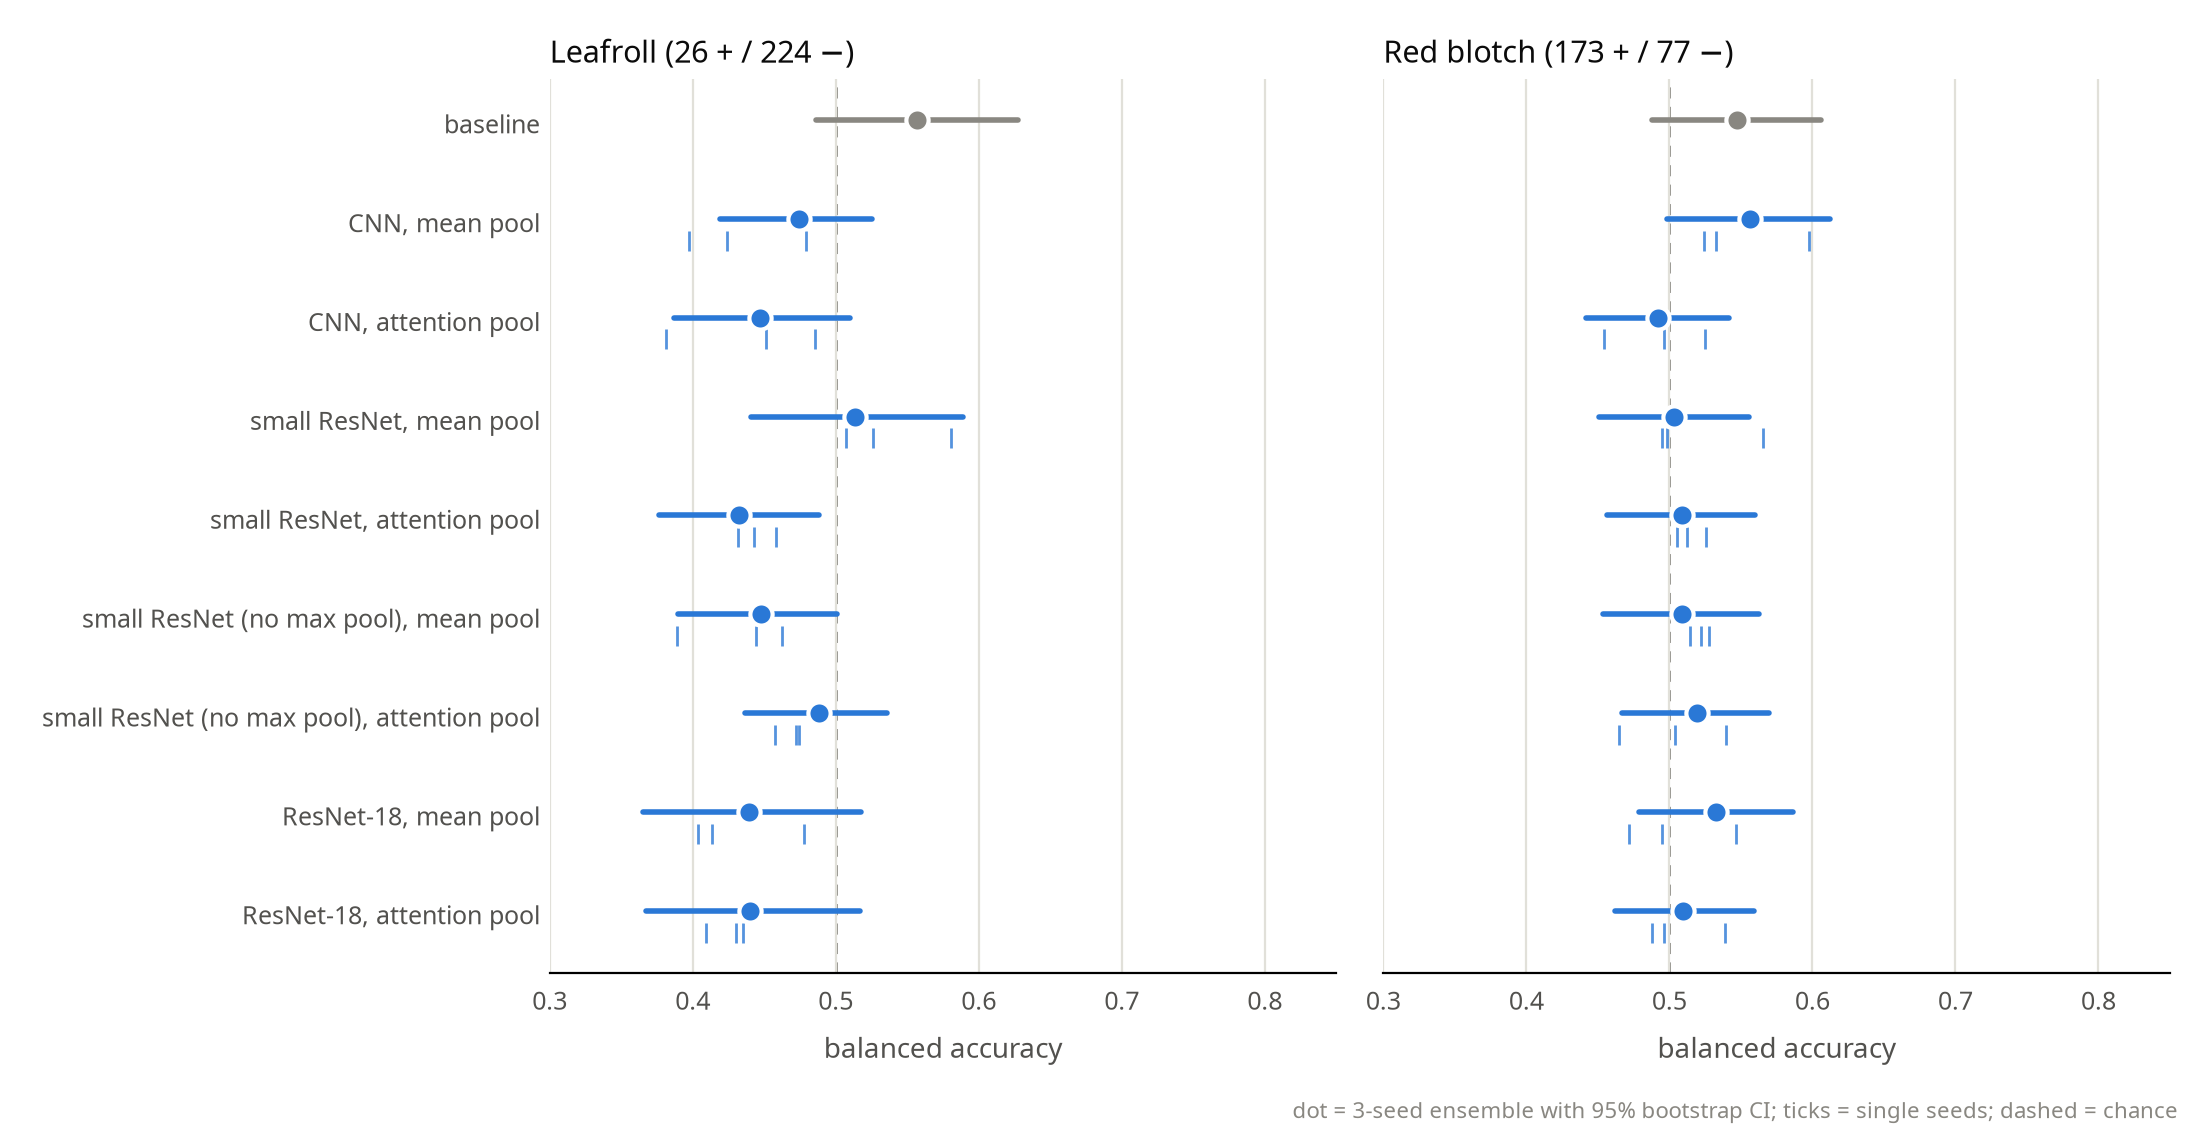 Leafroll (26 + / 224 −)
Red blotch (173 + / 77 −)
baseline
CNN, mean pool
CNN, attention pool
small ResNet, mean pool
small ResNet, attention pool
small ResNet (no max pool), mean pool
small ResNet (no max pool), attention pool
ResNet-18, mean pool
ResNet-18, attention pool
0.3 0.4 0.5 0.6 0.7 0.8
0.3 0.4 0.5 0.6 0.7 0.8
balanced accuracy
balanced accuracy
dot = 3-seed ensemble with 95% bootstrap CI; ticks = single seeds; dashed = chance